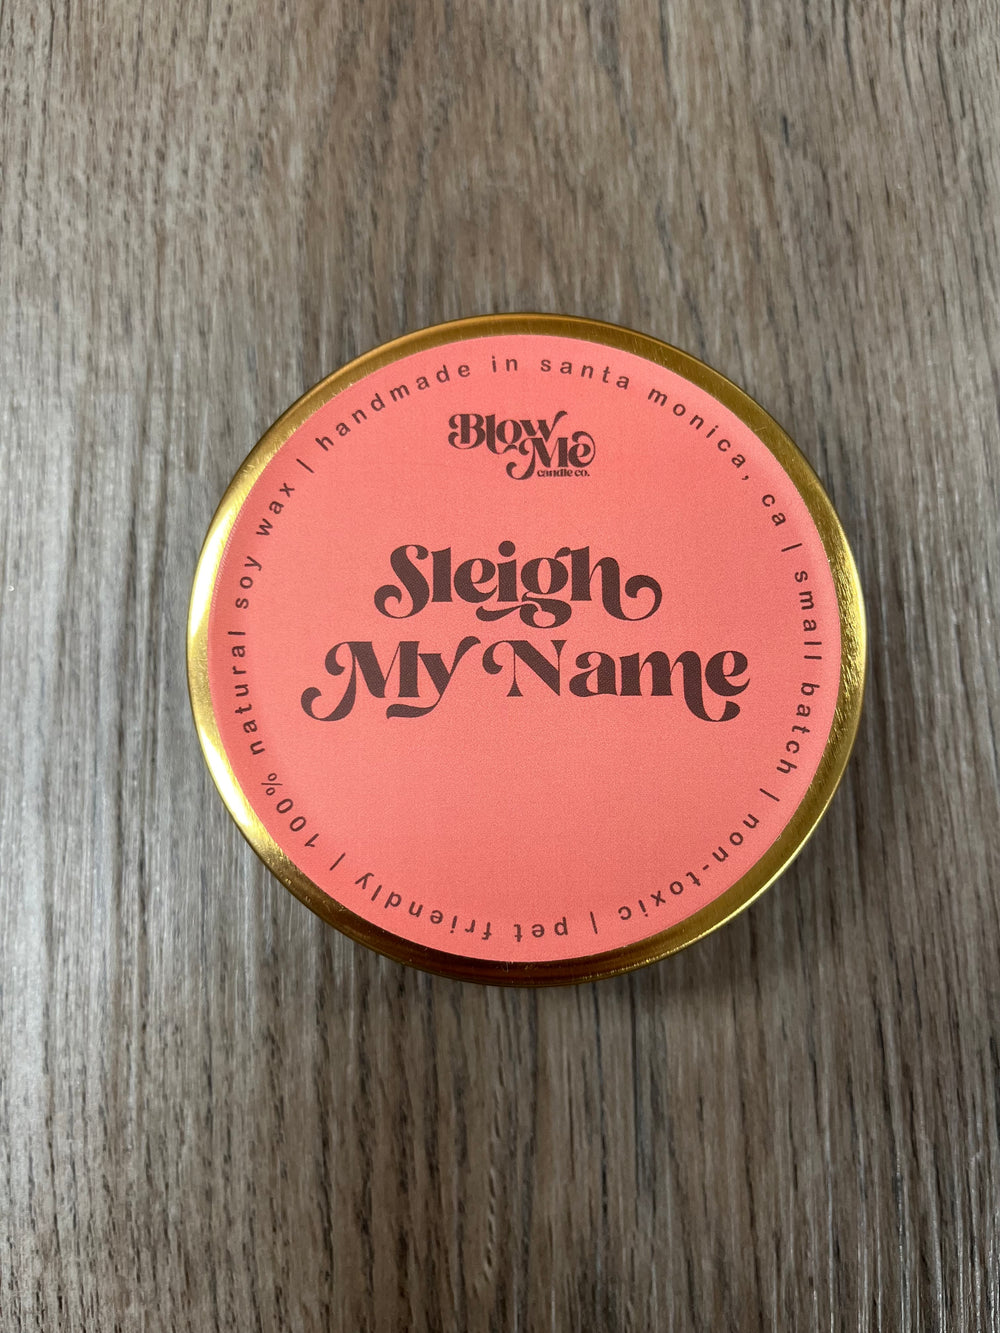 handmade in santa monica, ca | small batch | non-toxic | pet friendly | 100% natural soy wax |
Blow
Me
candle co.
Sleigh
My Name